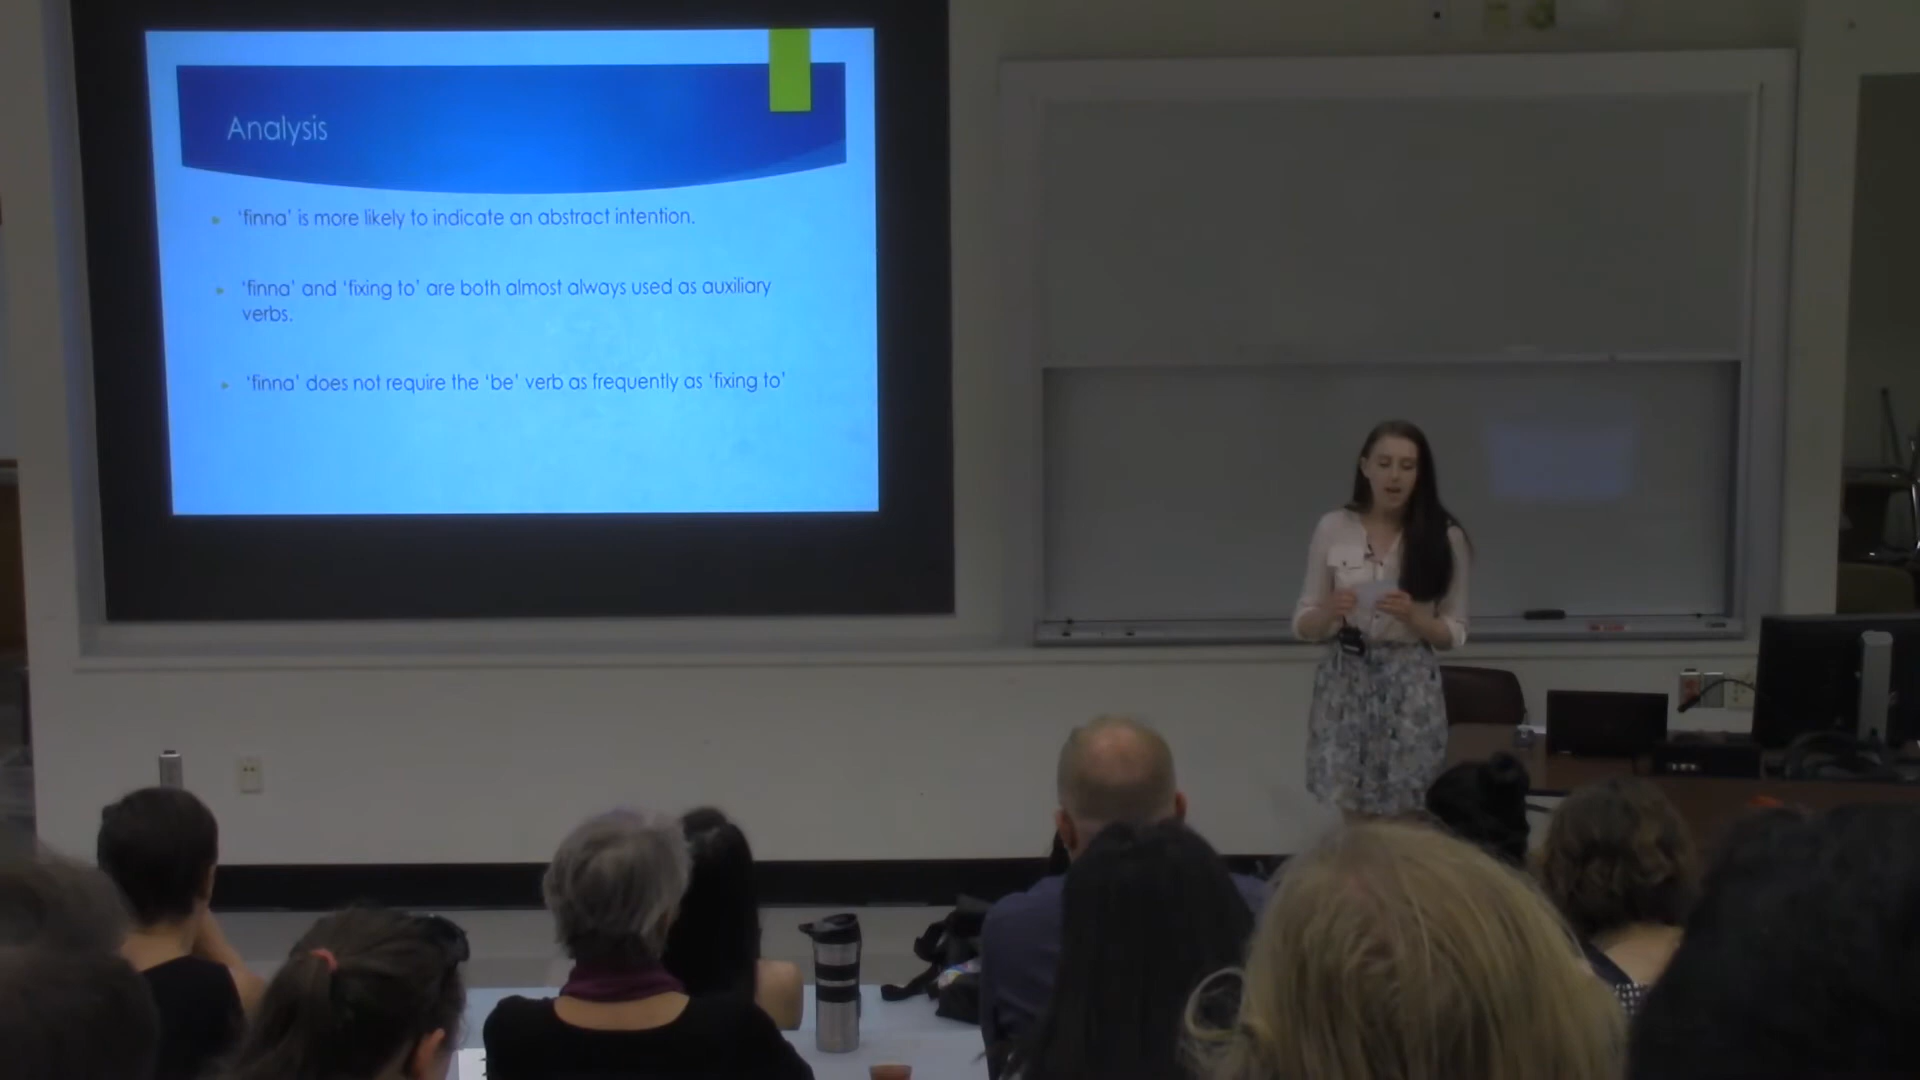 Analysis
‘finna’ is more likely to indicate an abstract intention.
‘finna’ and ‘fixing to’ are both almost always used as auxiliary
verbs.
‘finna’ does not require the ‘be’ verb as frequently as ‘fixing to’